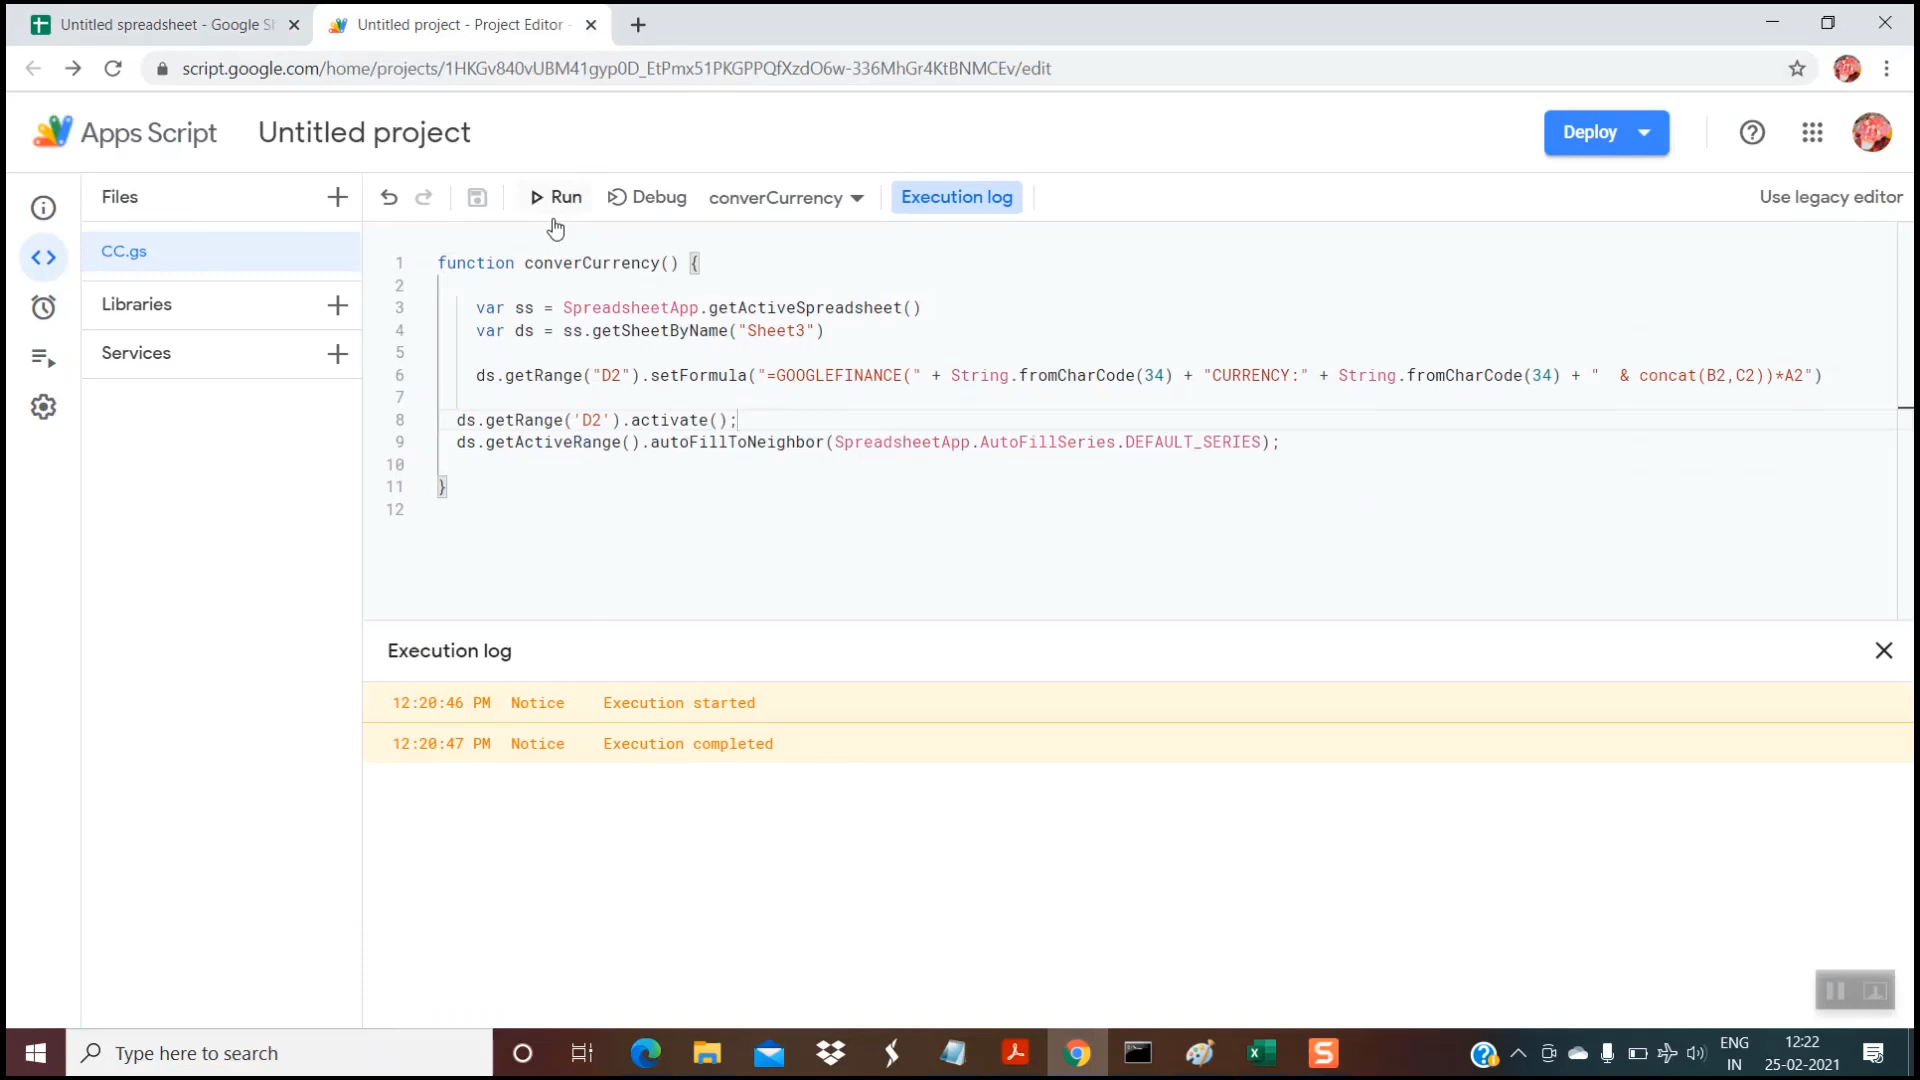 Untitled spreadsheet - Google Sh
Untitled project - Project Editor -
script.google.com/home/projects/1HKGv840vUBM41gyp0D_EtPmx51PKGPPQfXzdO6w-336MhGr4KtBNMCEv/edit
Apps Script
Untitled project
Deploy
Files
Run
Debug
converCurrency
Execution log
Use legacy editor
CC.gs
Libraries
Services
1 function converCurrency() {
2
3 var ss = SpreadsheetApp.getActiveSpreadsheet()
4 var ds = ss.getSheetByName("Sheet3")
5
6 ds.getRange("D2").setFormula("=GOOGLEFINANCE(" + String.fromCharCode(34) + "CURRENCY:" + String.fromCharCode(34) + "  & concat(B2,C2))*A2")
7
8 ds.getRange('D2').activate();
9 ds.getActiveRange().autoFillToNeighbor(SpreadsheetApp.AutoFillSeries.DEFAULT_SERIES);
10
11 }
12
Execution log
12:20:46 PM Notice Execution started
12:20:47 PM Notice Execution completed
Type here to search
ENG
IN
12:22
25-02-2021